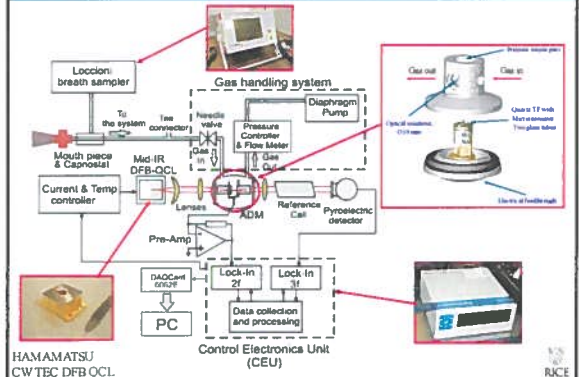 Loccioni
breath sampler
Gas handling system
Diaphragm
Pump
Needle
valve
Pressure
Controller
& Flow Meter
To
the system
Tee
connector
Gas
In
Gas
Out
Mouth piece
& Capnostat
Mid-IR
DFB-QCL
Current & Temp
controller
Lenses
ADM
Reference
Cell
Pyroelectric
detector
Pre-Amp
Lock-In
2f
Lock-In
3f
DAQCard
PC
Data collection
and processing
Control Electronics Unit
(CEU)
Gas out
Gas in
Quartz TF with
HAMAMATSU
CW TEC DFB QCL
RICE